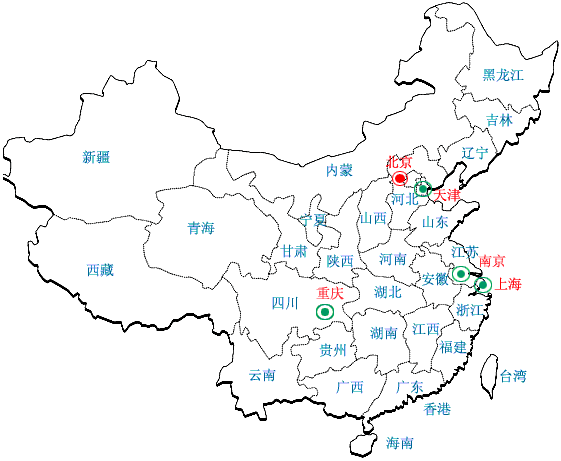 黑龙江
吉林
辽宁
新疆
内蒙
北京
天津
河北
山西
山东
宁夏
青海
甘肃
陕西
河南
江苏
南京
西藏
安徽
上海
四川
重庆
湖北
浙江
湖南
江西
贵州
福建
云南
广西
广东
台湾
香港
海南